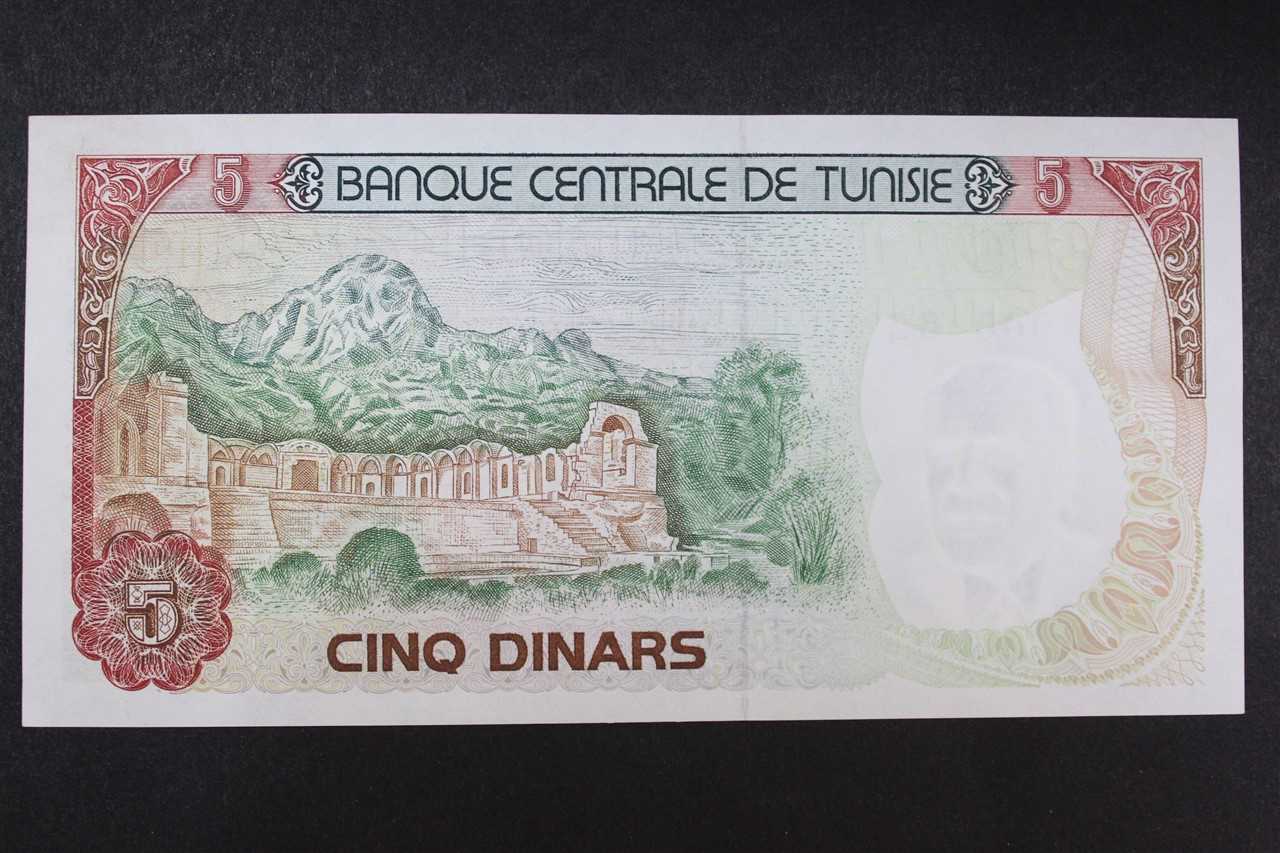 5 BANQUE CENTRALE DE TUNISIE 5
5
CINQ DINARS